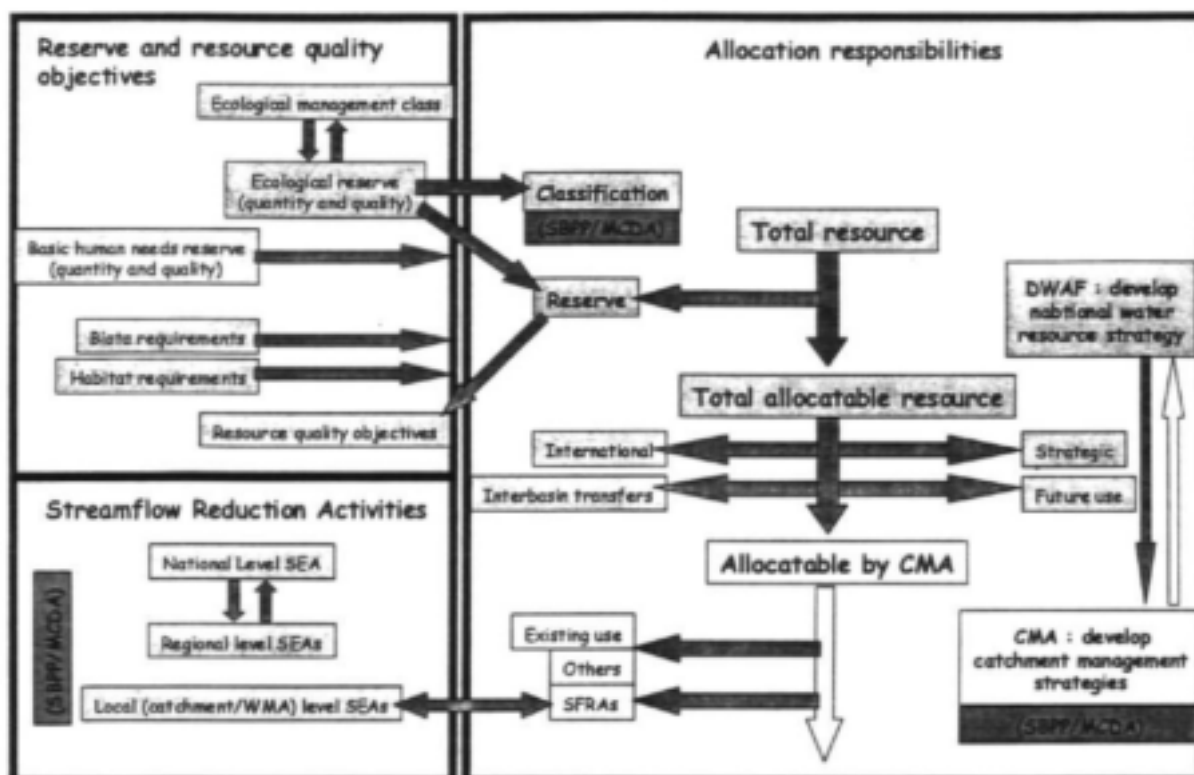 Reserve and resource quality
objectives
Ecological management class
Ecological reserve
(quantity and quality)
Basic human needs reserve
(quantity and quality)
Biata requirements
Habitat requirements
Resource quality objectives
Streamflow Reduction Activities
National Level SEA
Regional level SEAs
Local (catchment/WMA) level SEAs
(SBPP/MCDA)
Allocation responsibilities
Classification
(SBPP/MCDA)
Total resource
Reserve
DWAF : develop
nabtional water
resource strategy
Total allocatable resource
International
Strategic
Interbasin transfers
Future use
Allocatable by CMA
Existing use
Others
SFRAs
CMA : develop
catchment management
strategies
(SBPP/MCDA)